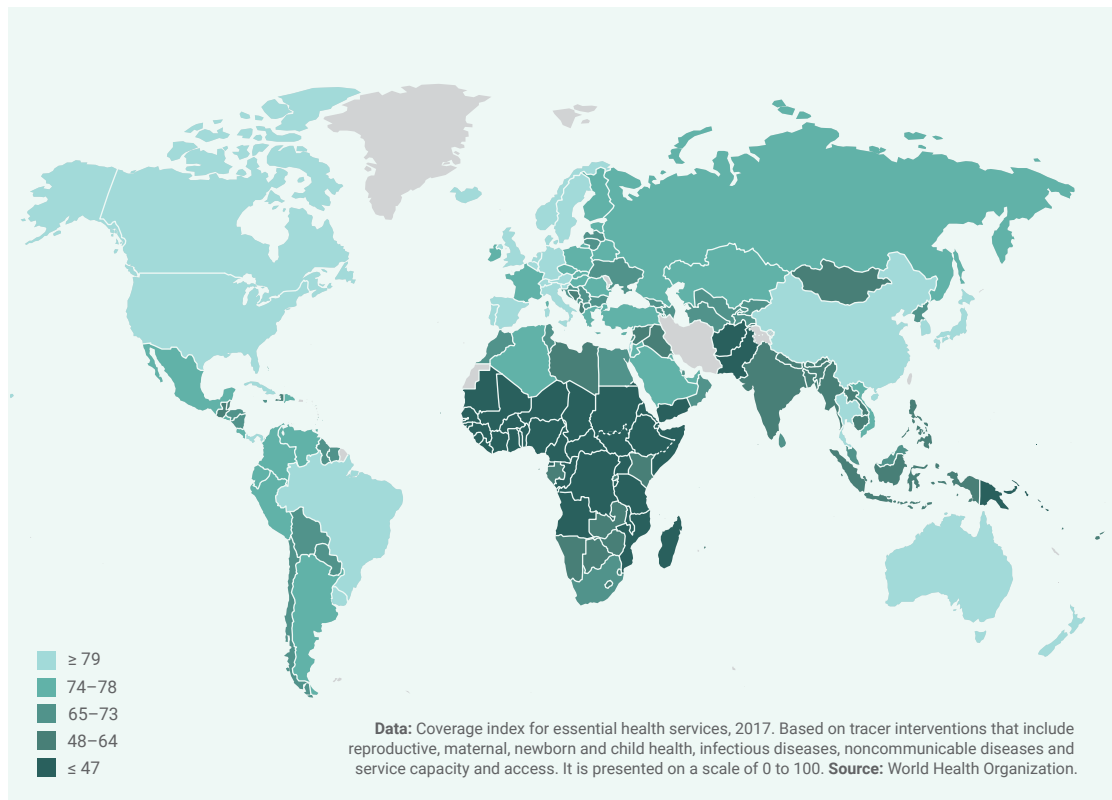 ≥ 79
74–78
65–73
48–64
≤ 47
Data: Coverage index for essential health services, 2017. Based on tracer interventions that include
reproductive, maternal, newborn and child health, infectious diseases, noncommunicable diseases and
service capacity and access. It is presented on a scale of 0 to 100. Source: World Health Organization.